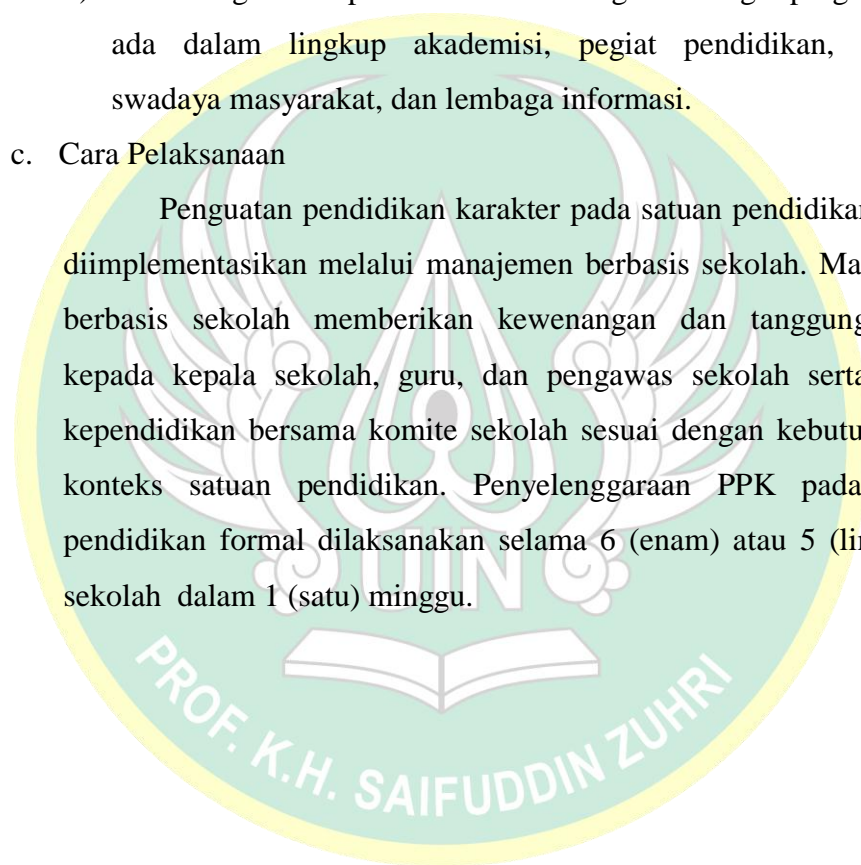 ada dalam lingkup akademisi, pegiat pendidikan,
swadaya masyarakat, dan lembaga informasi.
c. Cara Pelaksanaan
Penguatan pendidikan karakter pada satuan pendidikan
diimplementasikan melalui manajemen berbasis sekolah. Ma
berbasis sekolah memberikan kewenangan dan tanggung
kepada kepala sekolah, guru, dan pengawas sekolah serta
kependidikan bersama komite sekolah sesuai dengan kebutu
konteks satuan pendidikan. Penyelenggaraan PPK pada
pendidikan formal dilaksanakan selama 6 (enam) atau 5 (lim
sekolah dalam 1 (satu) minggu.
UIN
PROF. K.H. SAIFUDDIN ZUHRI